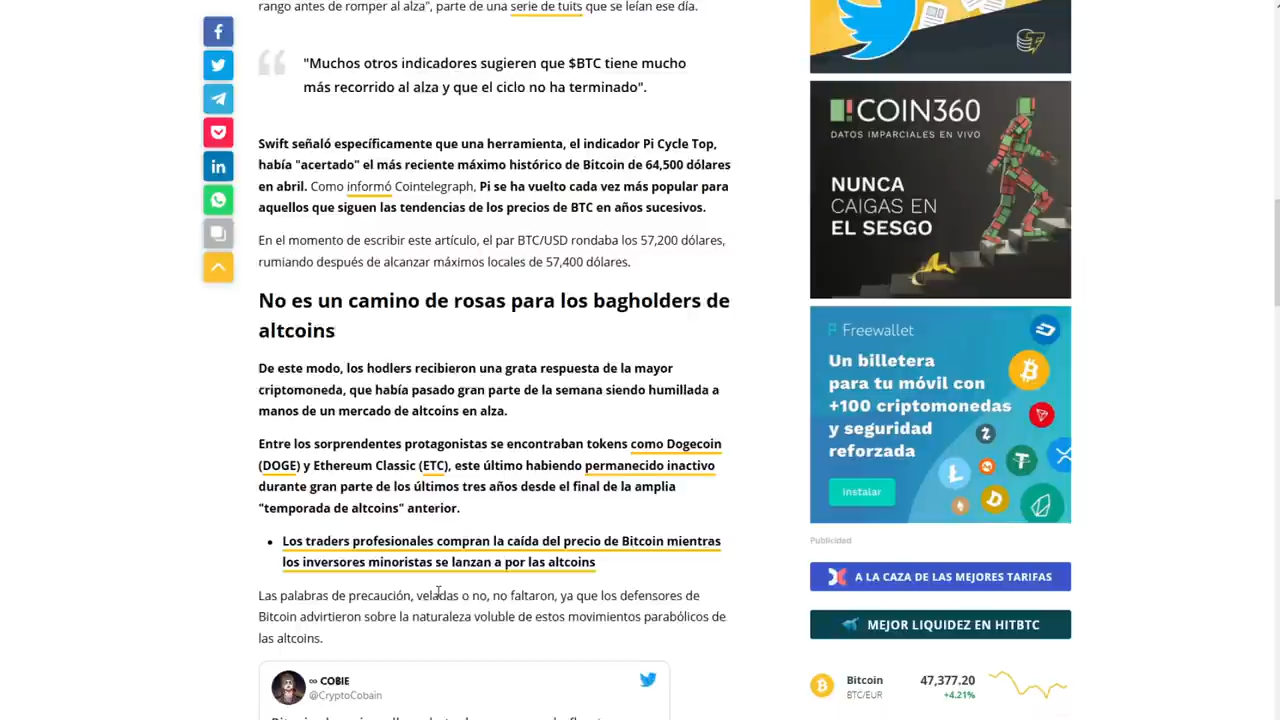 rango antes de romper al alza", parte de una serie de tuits que se leían ese día.
"Muchos otros indicadores sugieren que $BTC tiene mucho
más recorrido al alza y que el ciclo no ha terminado".
Swift señaló específicamente que una herramienta, el indicador Pi Cycle Top,
había "acertado" el más reciente máximo histórico de Bitcoin de 64,500 dólares
en abril. Como informó Cointelegraph, Pi se ha vuelto cada vez más popular para
aquellos que siguen las tendencias de los precios de BTC en años sucesivos.
En el momento de escribir este artículo, el par BTC/USD rondaba los 57,200 dólares,
rumiando después de alcanzar máximos locales de 57,400 dólares.
No es un camino de rosas para los bagholders de
altcoins
De este modo, los hodlers recibieron una grata respuesta de la mayor
criptomoneda, que había pasado gran parte de la semana siendo humillada a
manos de un mercado de altcoins en alza.
Entre los sorprendentes protagonistas se encontraban tokens como Dogecoin
(DOGE) y Ethereum Classic (ETC), este último habiendo permanecido inactivo
durante gran parte de los últimos tres años desde el final de la amplia
"temporada de altcoins" anterior.
• Los traders profesionales compran la caída del precio de Bitcoin mientras
los inversores minoristas se lanzan a por las altcoins
Las palabras de precaución, veladas o no, no faltaron, ya que los defensores de
Bitcoin advirtieron sobre la naturaleza voluble de estos movimientos parabólicos de
las altcoins.
∞ COBIE
@CryptoCobain
COIN360
DATOS IMPARCIALES EN VIVO
NUNCA
CAIGAS EN
EL SESGO
Freewallet
Un billetera
para tu móvil con
+100 criptomonedas
y seguridad
reforzada
Instalar
Publicidad
A LA CAZA DE LAS MEJORES TARIFAS
MEJOR LIQUIDEZ EN HITBTC
Bitcoin 47,377.20
BTC/EUR +4.21%